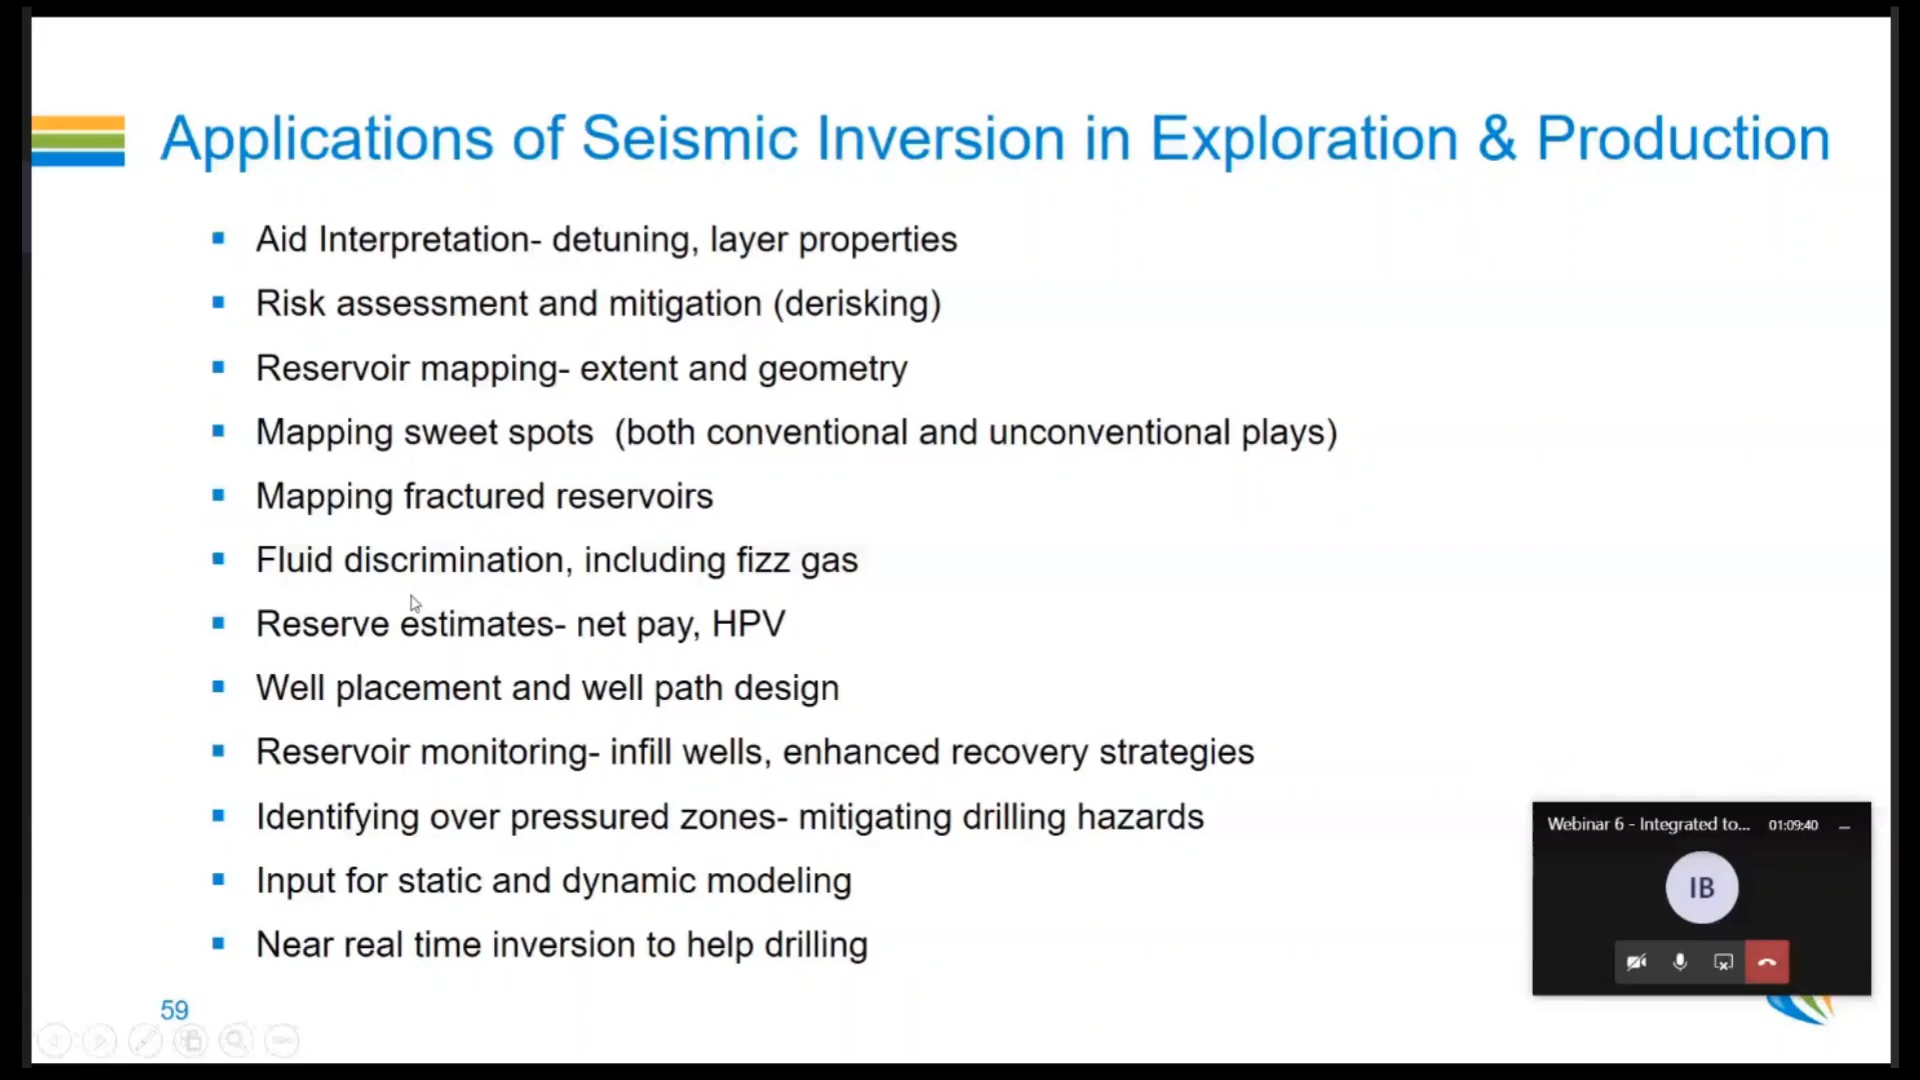 Applications of Seismic Inversion in Exploration & Production
Aid Interpretation- detuning, layer properties
Risk assessment and mitigation (derisking)
Reservoir mapping- extent and geometry
Mapping sweet spots (both conventional and unconventional plays)
Mapping fractured reservoirs
Fluid discrimination, including fizz gas
Reserve estimates- net pay, HPV
Well placement and well path design
Reservoir monitoring- infill wells, enhanced recovery strategies
Identifying over pressured zones- mitigating drilling hazards
Input for static and dynamic modeling
Near real time inversion to help drilling
59
Webinar 6 - Integrated to... 01:09:40
IB